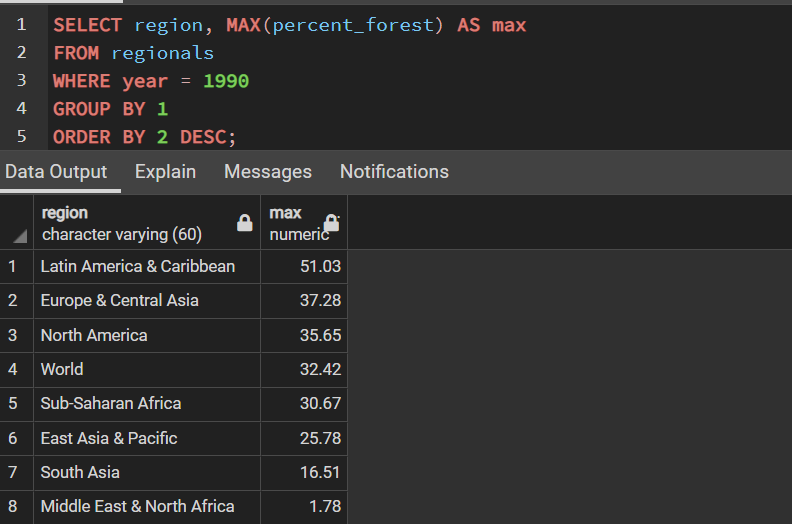 1 SELECT region, MAX(percent_forest) AS max
2 FROM regionals
3 WHERE year = 1990
4 GROUP BY 1
5 ORDER BY 2 DESC;
Data Output Explain Messages Notifications
region max
character varying (60) numeric
1 Latin America & Caribbean 51.03
2 Europe & Central Asia 37.28
3 North America 35.65
4 World 32.42
5 Sub-Saharan Africa 30.67
6 East Asia & Pacific 25.78
7 South Asia 16.51
8 Middle East & North Africa 1.78